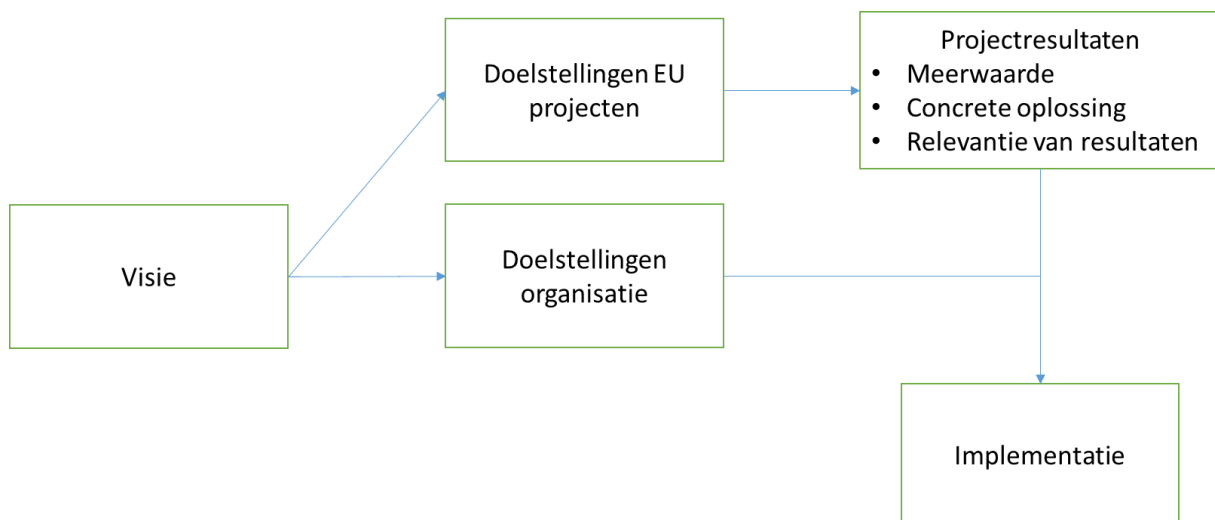 Visie
Doelstellingen EU
projecten
Doelstellingen
organisatie
Projectresultaten
• Meerwaarde
• Concrete oplossing
• Relevantie van resultaten
Implementatie